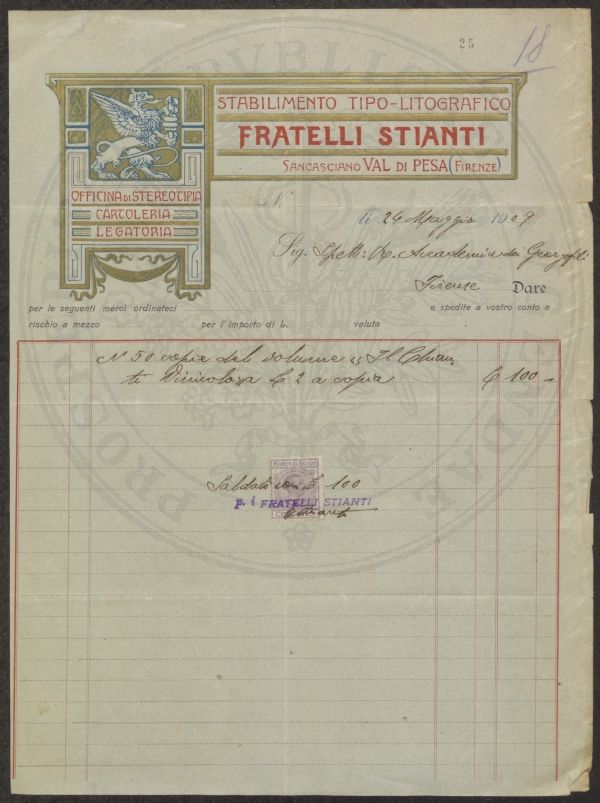 25
18
STABILIMENTO TIPO-LITOGRAFICO
FRATELLI STIANTI
SANCASCIANO VAL DI PESA (FIRENZE)
OFFICINA DI STEREOTIPIA
CARTOLERIA
LEGATORIA
li 24 Maggio 1909
Sig. Spett: R. Accademia dei Georgofili
Firenze Dare
per le seguenti merci ordinateci e spedite a vostro conto e
rischio a mezzo per l'importo di L. valuta
N° 50 copie del volume "Il Chian
ti Vinicolo a £ 2 a copia £ 100 —
MARCA DA BOLLO
Saldato con £ 100
p. i FRATELLI STIANTI